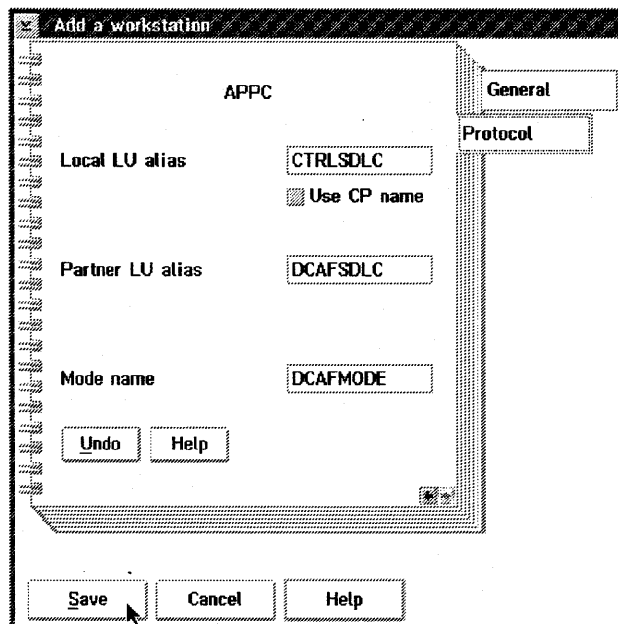 Add a workstation
APPC
General
Protocol
Local LU alias CTRLSDLC
Use CP name
Partner LU alias DCAFSDLC
Mode name DCAFMODE
Undo Help
Save Cancel Help